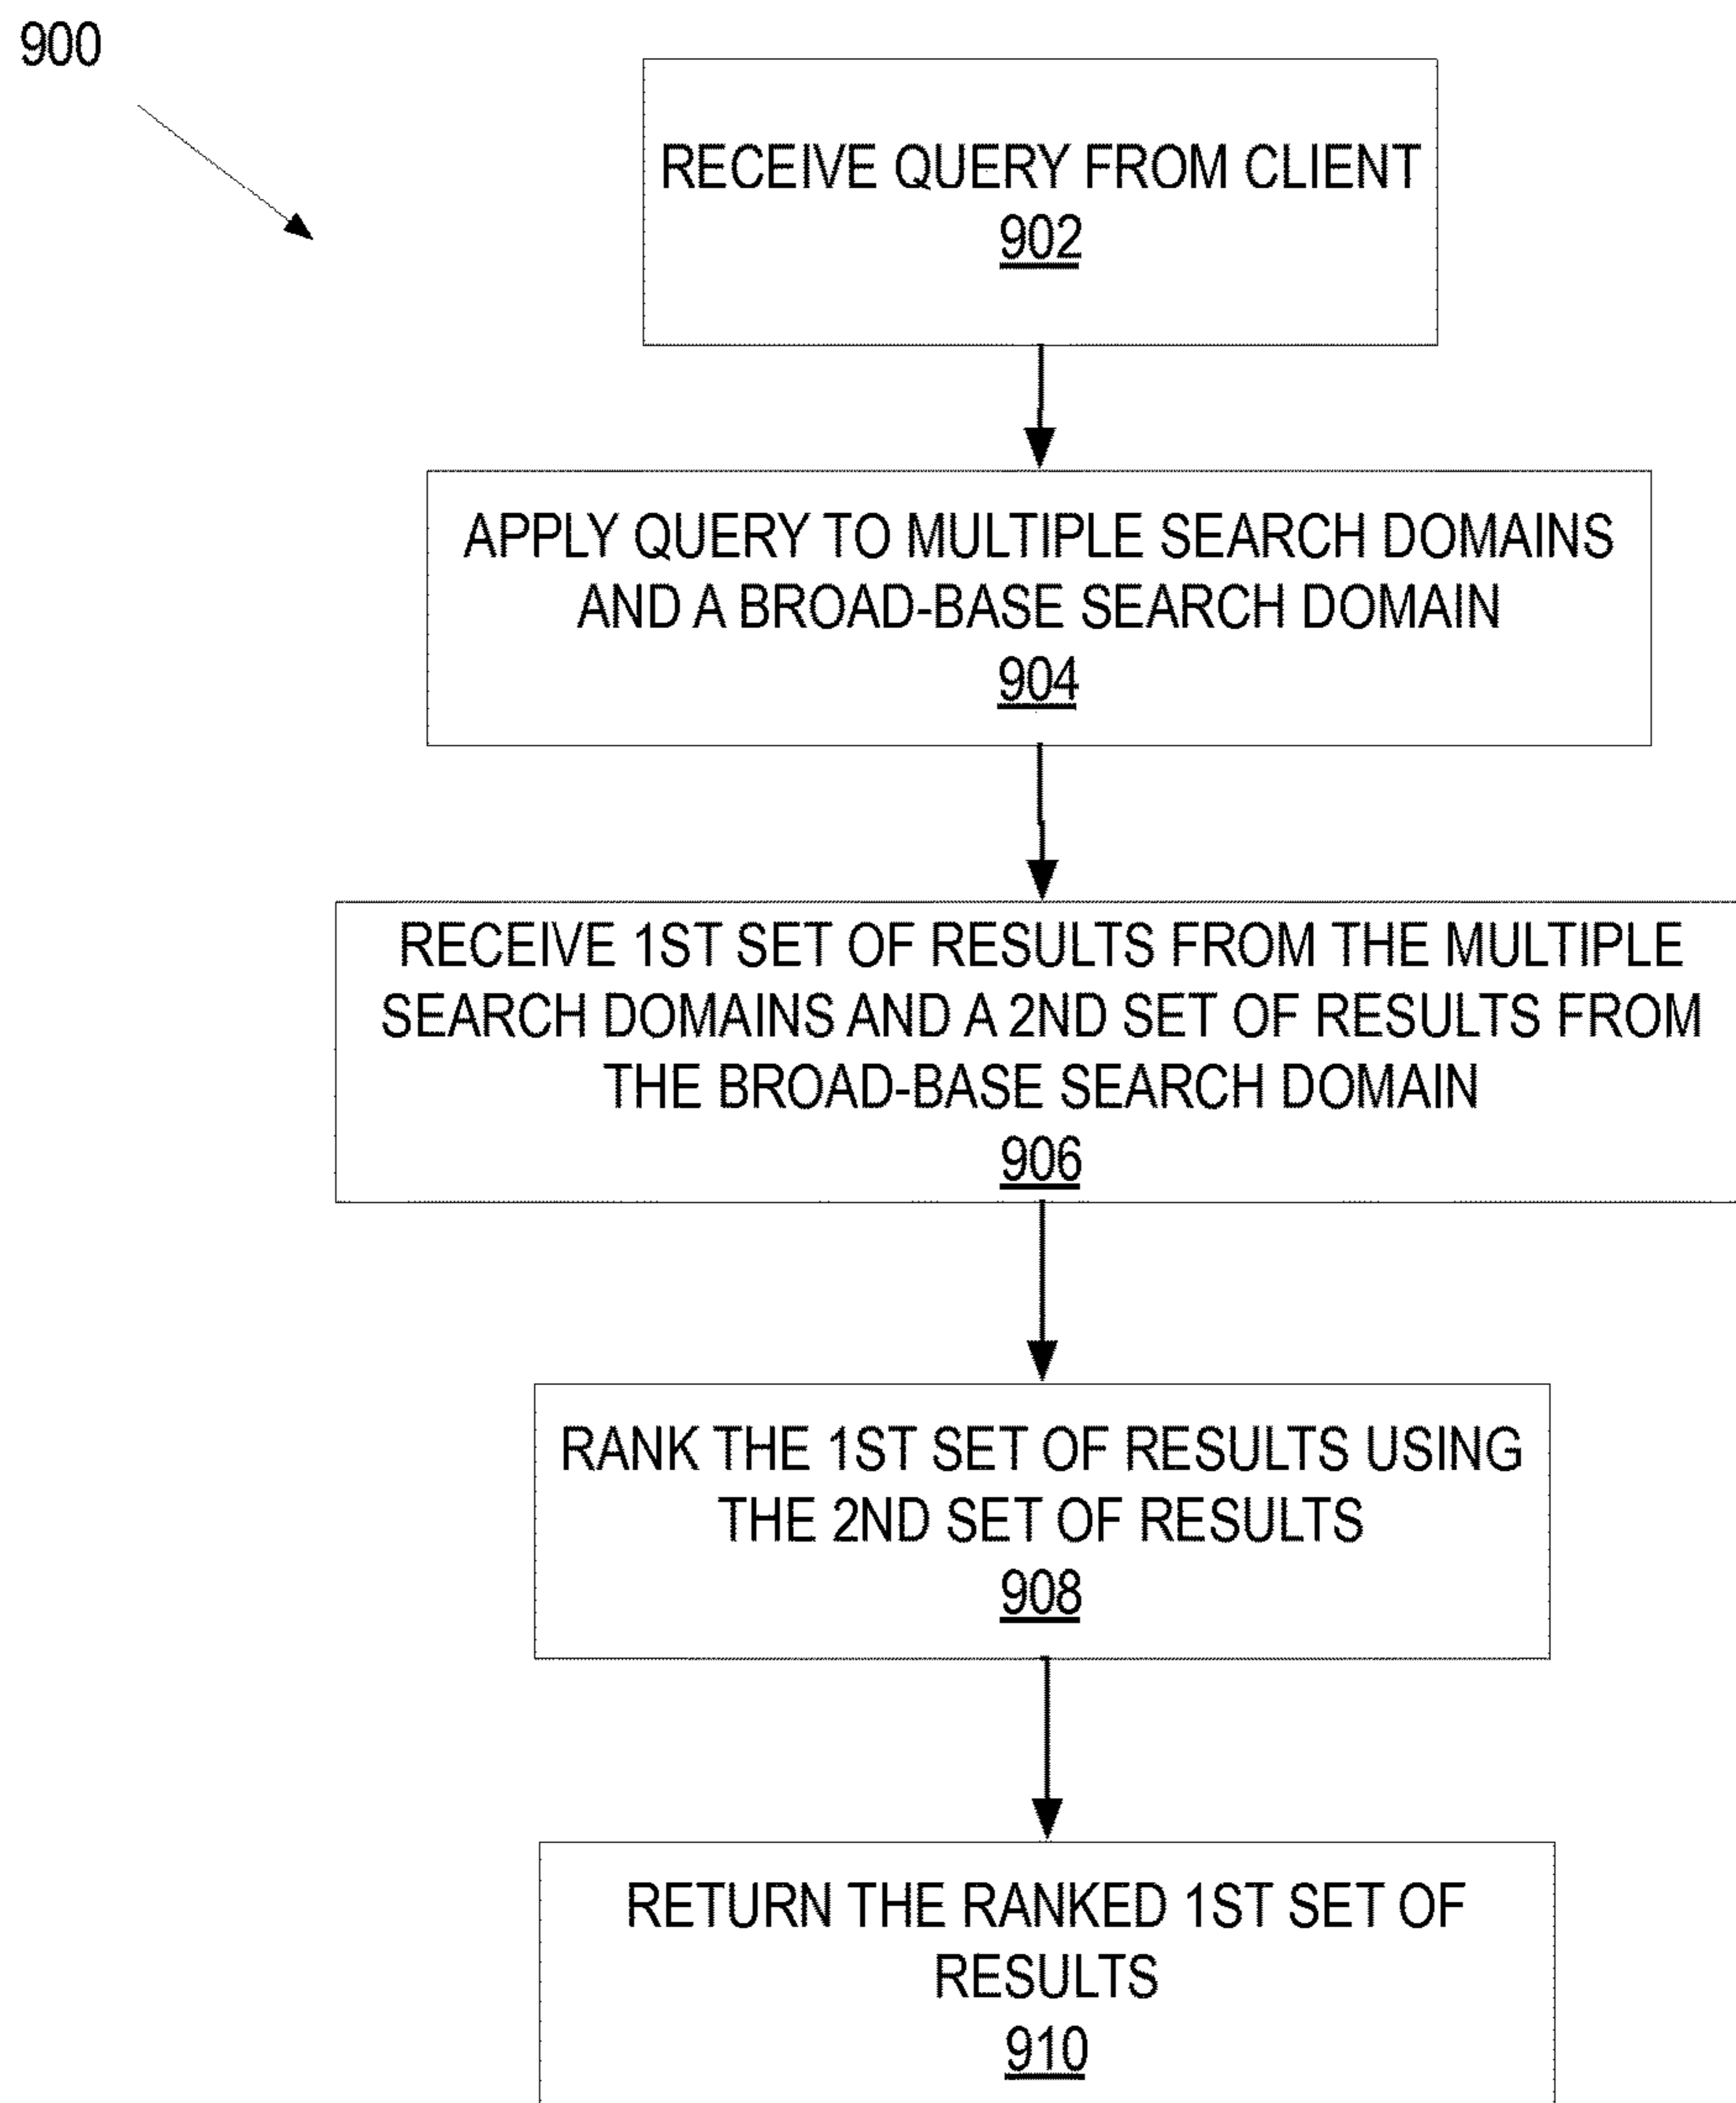 900
RECEIVE QUERY FROM CLIENT
902
APPLY QUERY TO MULTIPLE SEARCH DOMAINS
AND A BROAD-BASE SEARCH DOMAIN
904
RECEIVE 1ST SET OF RESULTS FROM THE MULTIPLE
SEARCH DOMAINS AND A 2ND SET OF RESULTS FROM
THE BROAD-BASE SEARCH DOMAIN
906
RANK THE 1ST SET OF RESULTS USING
THE 2ND SET OF RESULTS
908
RETURN THE RANKED 1ST SET OF
RESULTS
910